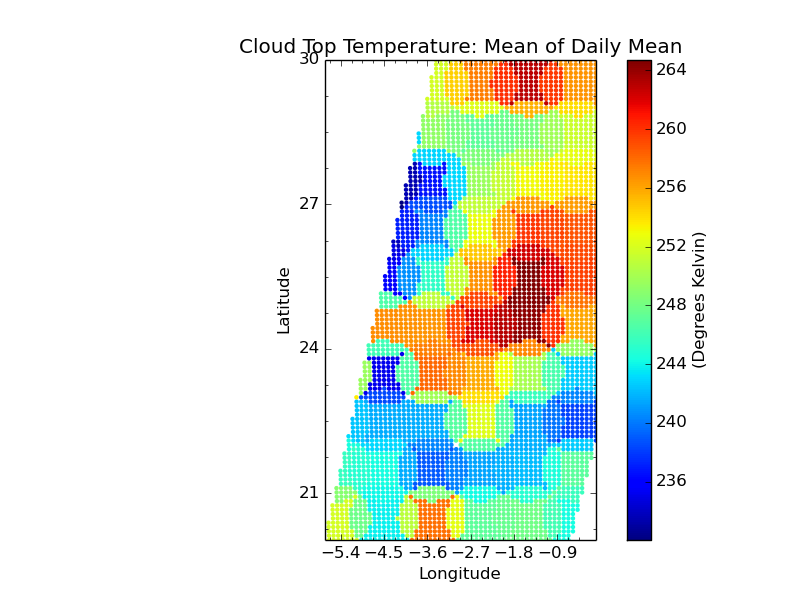 Cloud Top Temperature: Mean of Daily Mean
30
27
24
21
Latitude
−5.4 −4.5 −3.6 −2.7 −1.8 −0.9
Longitude
264
260
256
252
248
244
240
236
(Degrees Kelvin)